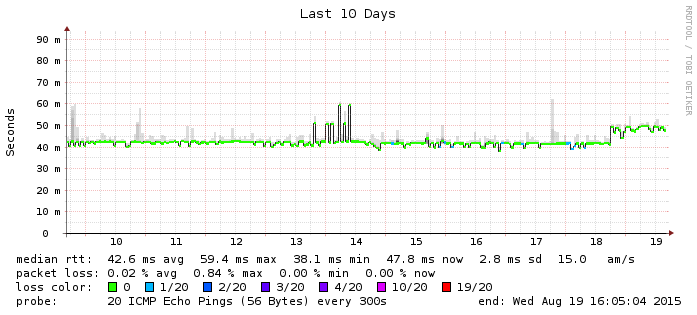 Last 10 Days
RRDTOOL / TOBI OETIKER
Seconds
90 m
80 m
70 m
60 m
50 m
40 m
30 m
20 m
10 m
0
10 11 12 13 14 15 16 17 18 19
median rtt: 42.6 ms avg 59.4 ms max 38.1 ms min 47.8 ms now 2.8 ms sd 15.0 am/s
packet loss: 0.02 % avg 0.84 % max 0.00 % min 0.00 % now
loss color: 0 1/20 2/20 3/20 4/20 10/20 19/20
probe: 20 ICMP Echo Pings (56 Bytes) every 300s end: Wed Aug 19 16:05:04 2015